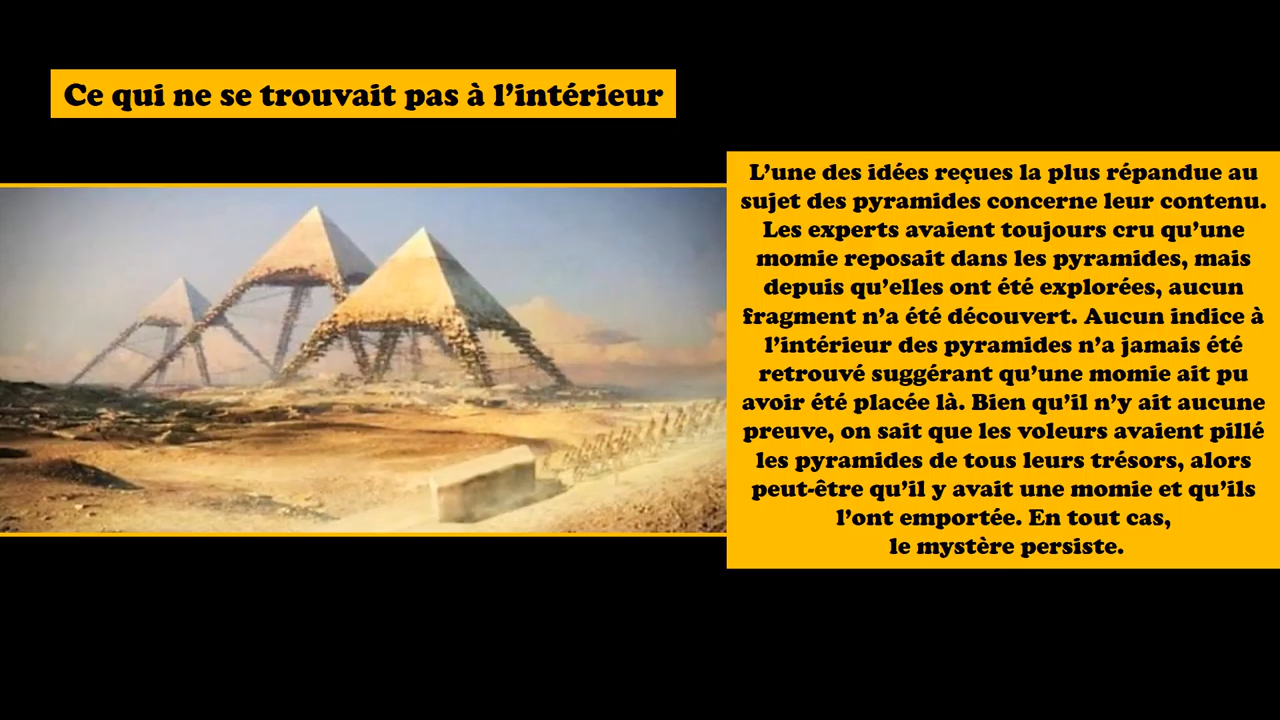 Ce qui ne se trouvait pas à l’intérieur
L’une des idées reçues la plus répandue au
sujet des pyramides concerne leur contenu.
Les experts avaient toujours cru qu’une
momie reposait dans les pyramides, mais
depuis qu’elles ont été explorées, aucun
fragment n’a été découvert. Aucun indice à
l’intérieur des pyramides n’a jamais été
retrouvé suggérant qu’une momie ait pu
avoir été placée là. Bien qu’il n’y ait aucune
preuve, on sait que les voleurs avaient pillé
les pyramides de tous leurs trésors, alors
peut-être qu’il y avait une momie et qu’ils
l’ont emportée. En tout cas,
le mystère persiste.